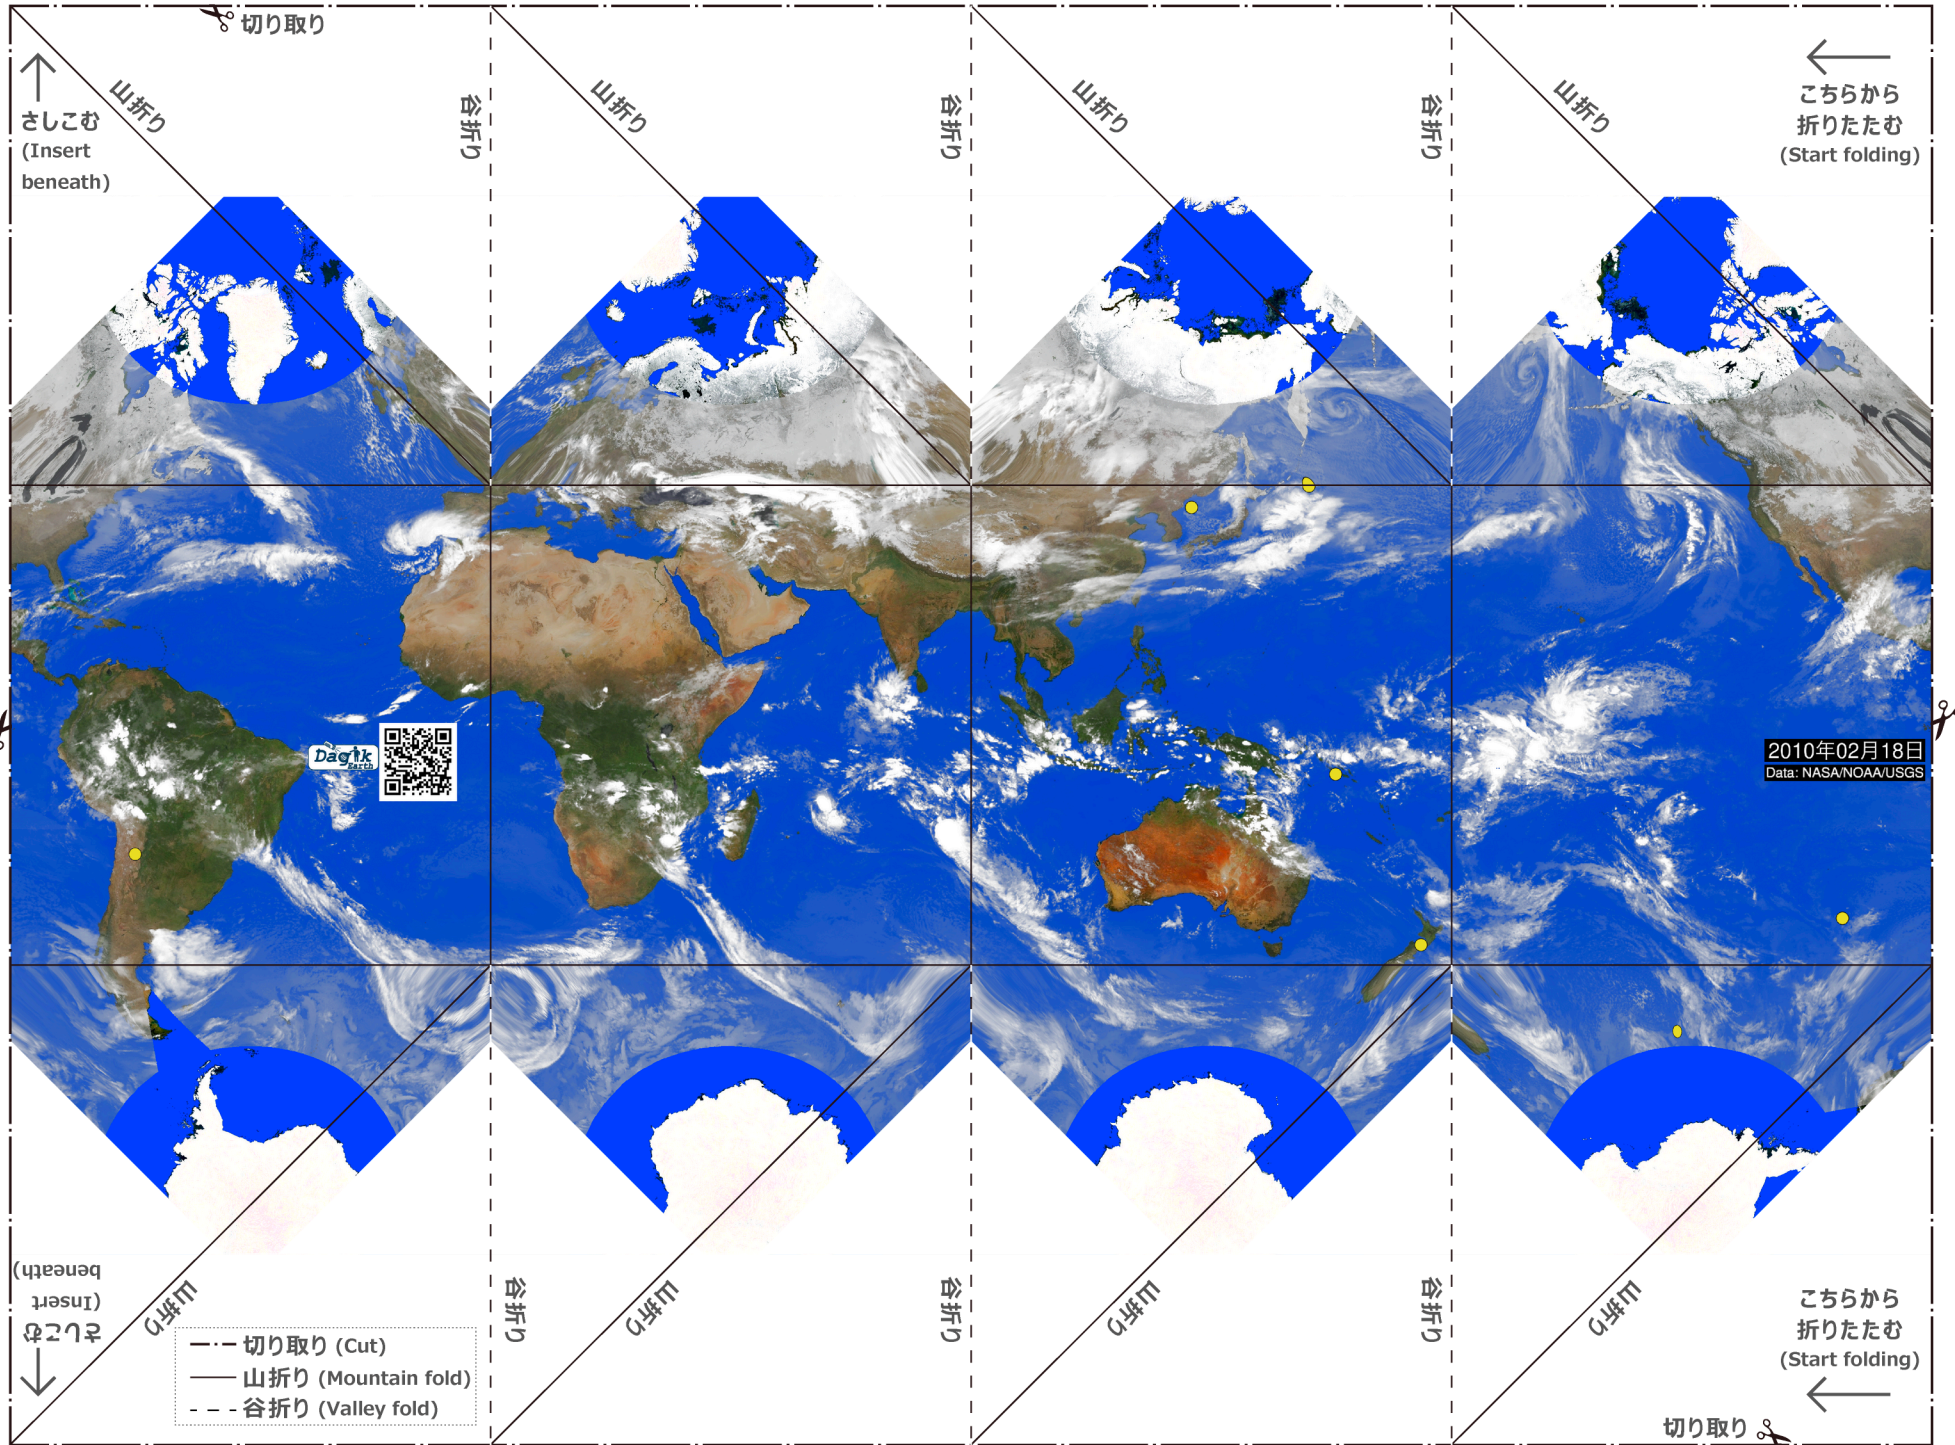 切り取り
山折り
山折り
山折り
山折り
谷折り
谷折り
谷折り
さしこむ
(Insert
beneath)
こちらから
折りたたむ
(Start folding)
Dagik
Earth
2010年02月18日
Data: NASA/NOAA/USGS
さしこむ
(Insert
beneath)
山折り
山折り
山折り
山折り
谷折り
谷折り
谷折り
こちらから
折りたたむ
(Start folding)
切り取り (Cut)
山折り (Mountain fold)
谷折り (Valley fold)
切り取り